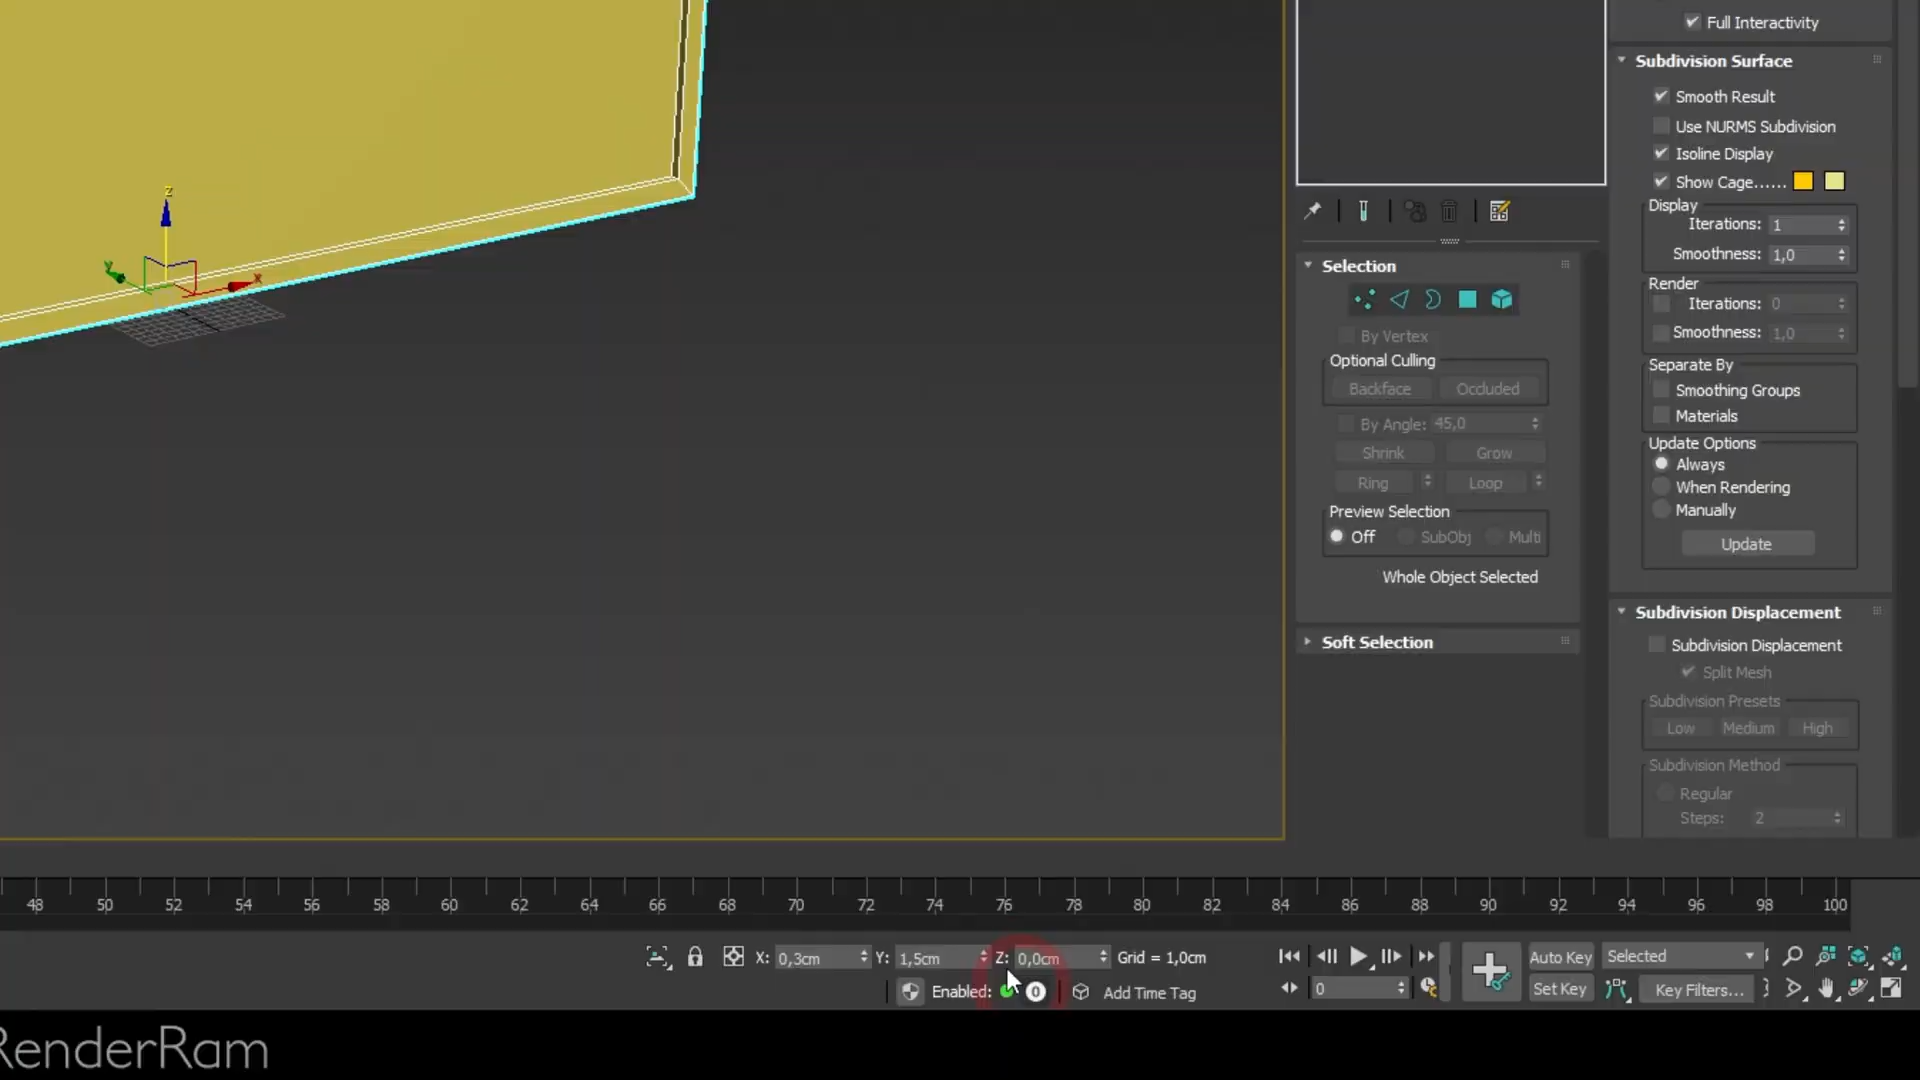 Full Interactivity
Subdivision Surface
Smooth Result
Use NURMS Subdivision
Isoline Display
Show Cage......
Display
Iterations: 1
Smoothness: 1,0
Render
Iterations: 0
Smoothness: 1,0
Separate By
Smoothing Groups
Materials
Update Options
Always
When Rendering
Manually
Update
Subdivision Displacement
Subdivision Displacement
Split Mesh
Subdivision Presets
Low Medium High
Subdivision Method
Regular
Steps: 2
Selection
By Vertex
Optional Culling
Backface Occluded
By Angle: 45,0
Shrink Grow
Ring Loop
Preview Selection
Off SubObj Multi
Whole Object Selected
Soft Selection
z
y
x
48 50 52 54 56 58 60 62 64 66 68 70 72 74 76 78 80 82 84 86 88 90 92 94 96 98 100
X: 0,3cm Y: 1,5cm Z: 0,0cm Grid = 1,0cm
Enabled: 0 Add Time Tag
0
Auto Key Selected
Set Key Key Filters...
RenderRam